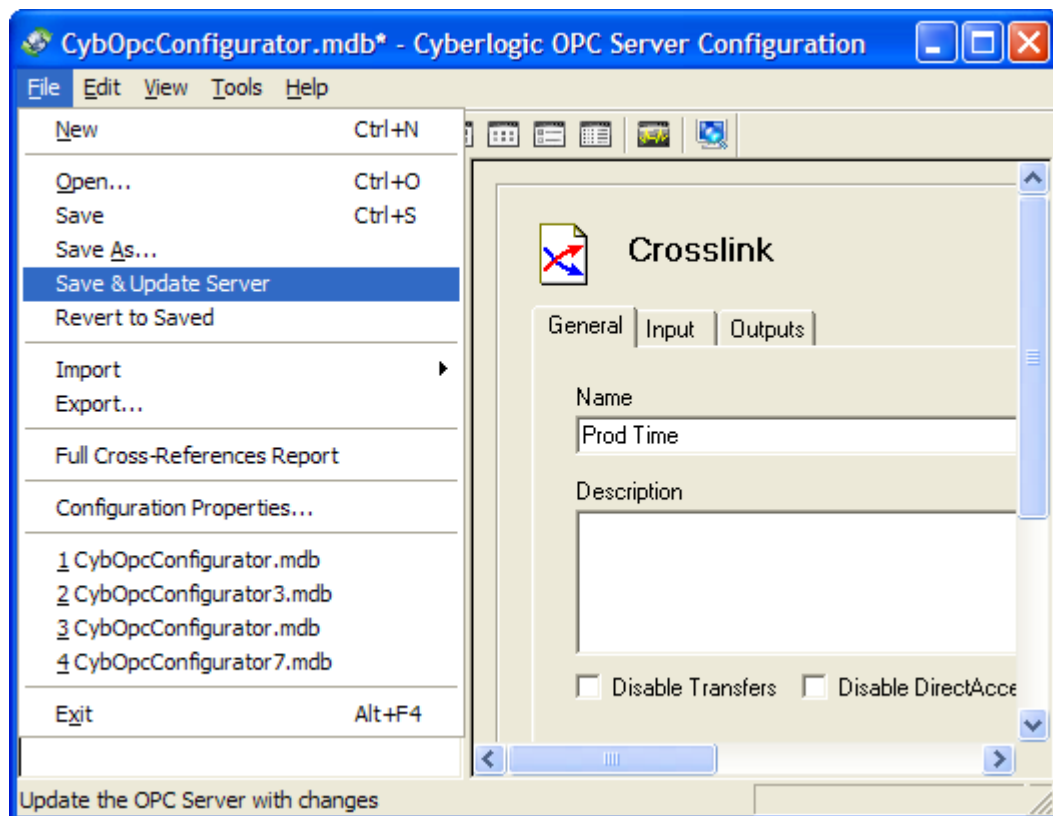 CybOpcConfigurator.mdb* - Cyberlogic OPC Server Configuration
File Edit View Tools Help
New Ctrl+N
Open... Ctrl+O
Save Ctrl+S
Save As...
Save & Update Server
Revert to Saved
Import
Export...
Full Cross-References Report
Configuration Properties...
1 CybOpcConfigurator.mdb
2 CybOpcConfigurator3.mdb
3 CybOpcConfigurator.mdb
4 CybOpcConfigurator7.mdb
Exit Alt+F4
Crosslink
General Input Outputs
Name
Prod Time
Description
Disable Transfers Disable DirectAcce
Update the OPC Server with changes